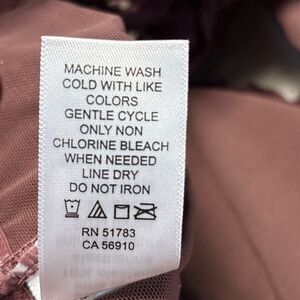 MACHINE WASH
COLD WITH LIKE
COLORS
GENTLE CYCLE
ONLY NON
CHLORINE BLEACH
WHEN NEEDED
LINE DRY
DO NOT IRON
RN 51783
CA 56910